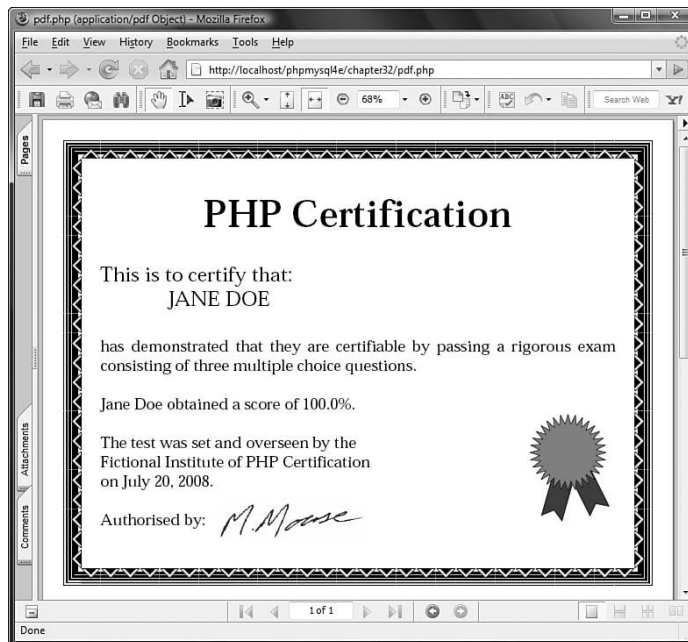 pdf.php (application/pdf Object) - Mozilla Firefox
File Edit View History Bookmarks Tools Help
http://localhost/phpmysql4e/chapter32/pdf.php
68%
Search Web
Y!
Pages
Attachments
Comments
PHP Certification
This is to certify that:
JANE DOE
has demonstrated that they are certifiable by passing a rigorous exam
consisting of three multiple choice questions.
Jane Doe obtained a score of 100.0%.
The test was set and overseen by the
Fictional Institute of PHP Certification
on July 20, 2008.
Authorised by: M. Mouse
1 of 1
Done